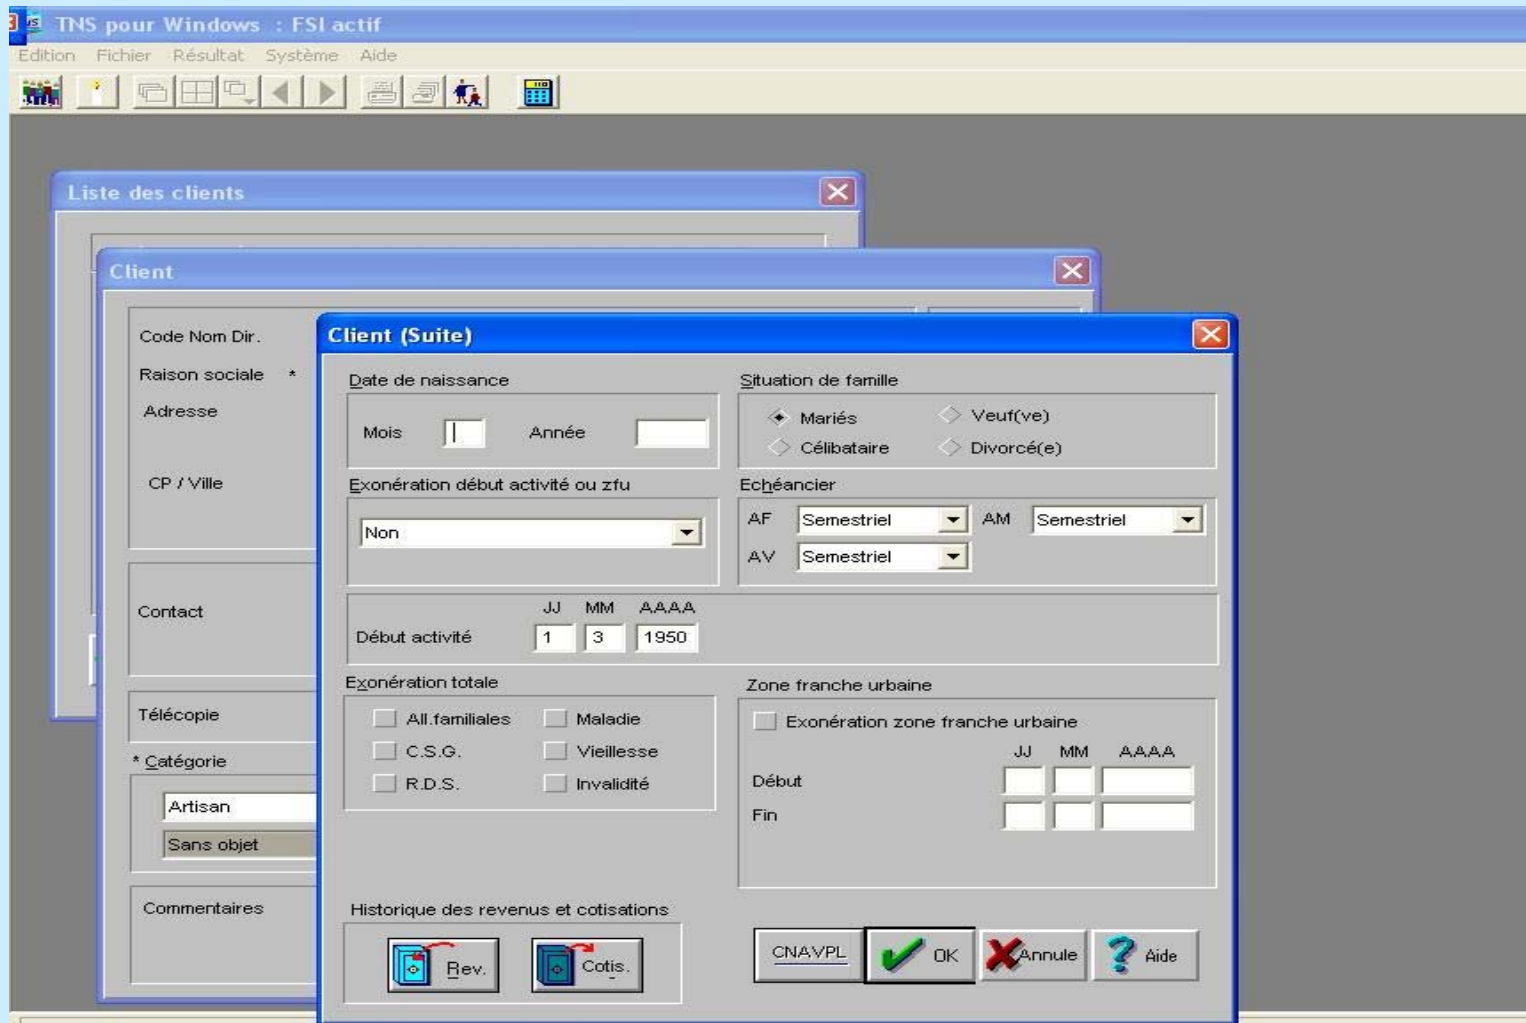 TNS pour Windows : FSI actif
Edition Fichier Résultat Système Aide
Liste des clients
Client
Code Nom Dir.
Raison sociale *
Adresse
CP / Ville
Contact
Télécopie
* Catégorie
Artisan
Sans objet
Commentaires
Client (Suite)
Date de naissance
Mois Année
Situation de famille
Mariés Veuf(ve)
Célibataire Divorcé(e)
Exonération début activité ou zfu
Non
Echéancier
AF Semestriel AM Semestriel
AV Semestriel
JJ MM AAAA
Début activité 1 3 1950
Exonération totale
All.familiales Maladie
C.S.G. Vieillesse
R.D.S. Invalidité
Zone franche urbaine
Exonération zone franche urbaine
JJ MM AAAA
Début
Fin
Historique des revenus et cotisations
Rev. Cotis.
CNAVPL OK Annule Aide